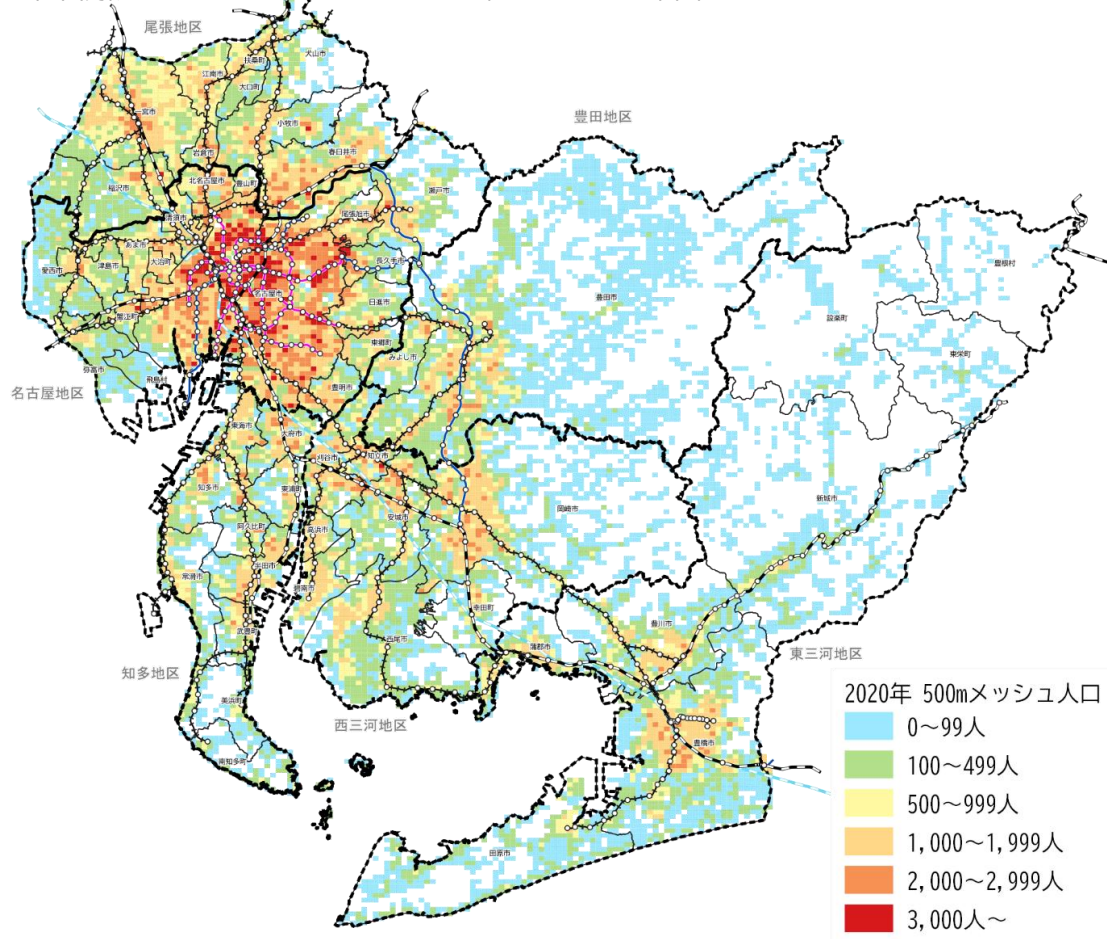 尾張地区
犬山市
扶桑町
江南市
大口町
一宮市
小牧市
豊田地区
岩倉市
春日井市
北名古屋市
豊山町
稲沢市
瀬戸市
清須市
尾張旭市
あま市
愛西市
津島市
大治町
長久手市
名古屋市
豊田市
豊根村
日進市
蟹江町
設楽町
東郷町
みよし市
東栄町
弥富市
飛島村
豊明市
名古屋地区
東海市
大府市
刈谷市
知立市
知多市
東浦町
新城市
岡崎市
安城市
阿久比町
高浜市
半田市
常滑市
碧南市
幸田町
武豊町
豊川市
西尾市
蒲郡市
東三河地区
知多地区
美浜町
西三河地区
豊橋市
南知多町
田原市
2020年 500mメッシュ人口
0～99人
100～499人
500～999人
1,000～1,999人
2,000～2,999人
3,000人～